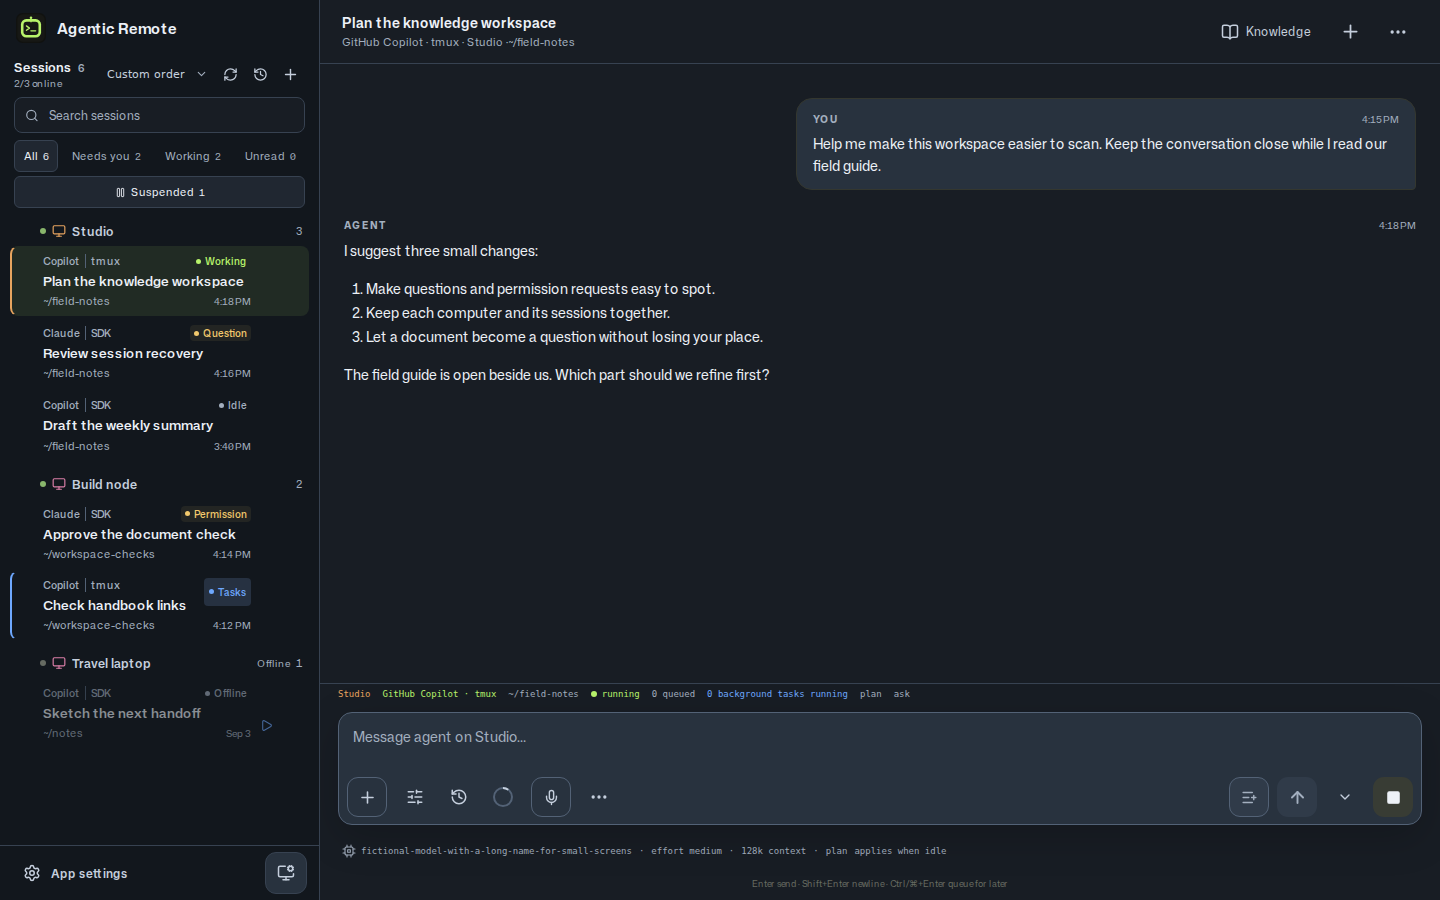 Agentic Remote
Sessions 6
2/3 online
Custom order
Search sessions
All 6
Needs you 2
Working 2
Unread 0
Suspended 1
Studio
3
Copilot | tmux
Working
Plan the knowledge workspace
~/field-notes
4:18 PM
Claude | SDK
Question
Review session recovery
~/field-notes
4:16 PM
Copilot | SDK
Idle
Draft the weekly summary
~/field-notes
3:40 PM
Build node
2
Claude | SDK
Permission
Approve the document check
~/workspace-checks
4:14 PM
Copilot | tmux
Tasks
Check handbook links
~/workspace-checks
4:12 PM
Travel laptop
Offline 1
Copilot | SDK
Offline
Sketch the next handoff
~/notes
Sep 3
App settings
Plan the knowledge workspace
GitHub Copilot · tmux · Studio · ~/field-notes
Knowledge
YOU
4:15 PM
Help me make this workspace easier to scan. Keep the conversation close while I read our
field guide.
AGENT
4:18 PM
I suggest three small changes:
1. Make questions and permission requests easy to spot.
2. Keep each computer and its sessions together.
3. Let a document become a question without losing your place.
The field guide is open beside us. Which part should we refine first?
Studio GitHub Copilot · tmux ~/field-notes running 0 queued 0 background tasks running plan ask
Message agent on Studio...
fictional-model-with-a-long-name-for-small-screens · effort medium · 128k context · plan applies when idle
Enter send · Shift+Enter newline · Ctrl/⌘+Enter queue for later